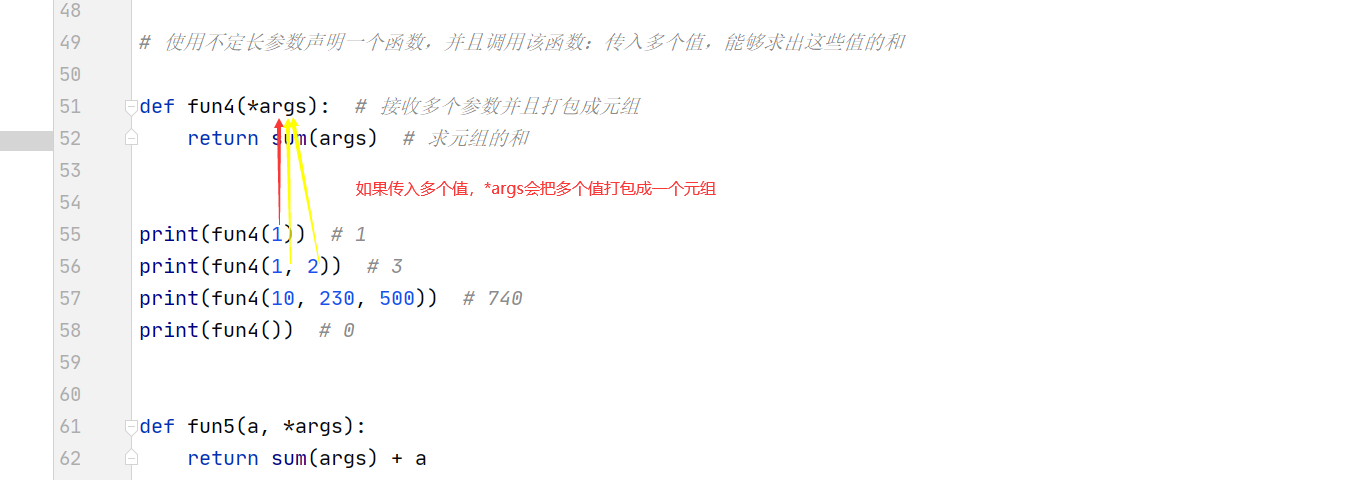 48
49 # 使用不定长参数声明一个函数，并且调用该函数：传入多个值，能够求出这些值的和
50
51 def fun4(*args):  # 接收多个参数并且打包成元组
52     return sum(args)  # 求元组的和
53
如果传入多个值，*args会把多个值打包成一个元组
54
55 print(fun4(1))  # 1
56 print(fun4(1, 2))  # 3
57 print(fun4(10, 230, 500))  # 740
58 print(fun4())  # 0
59
60
61 def fun5(a, *args):
62     return sum(args) + a